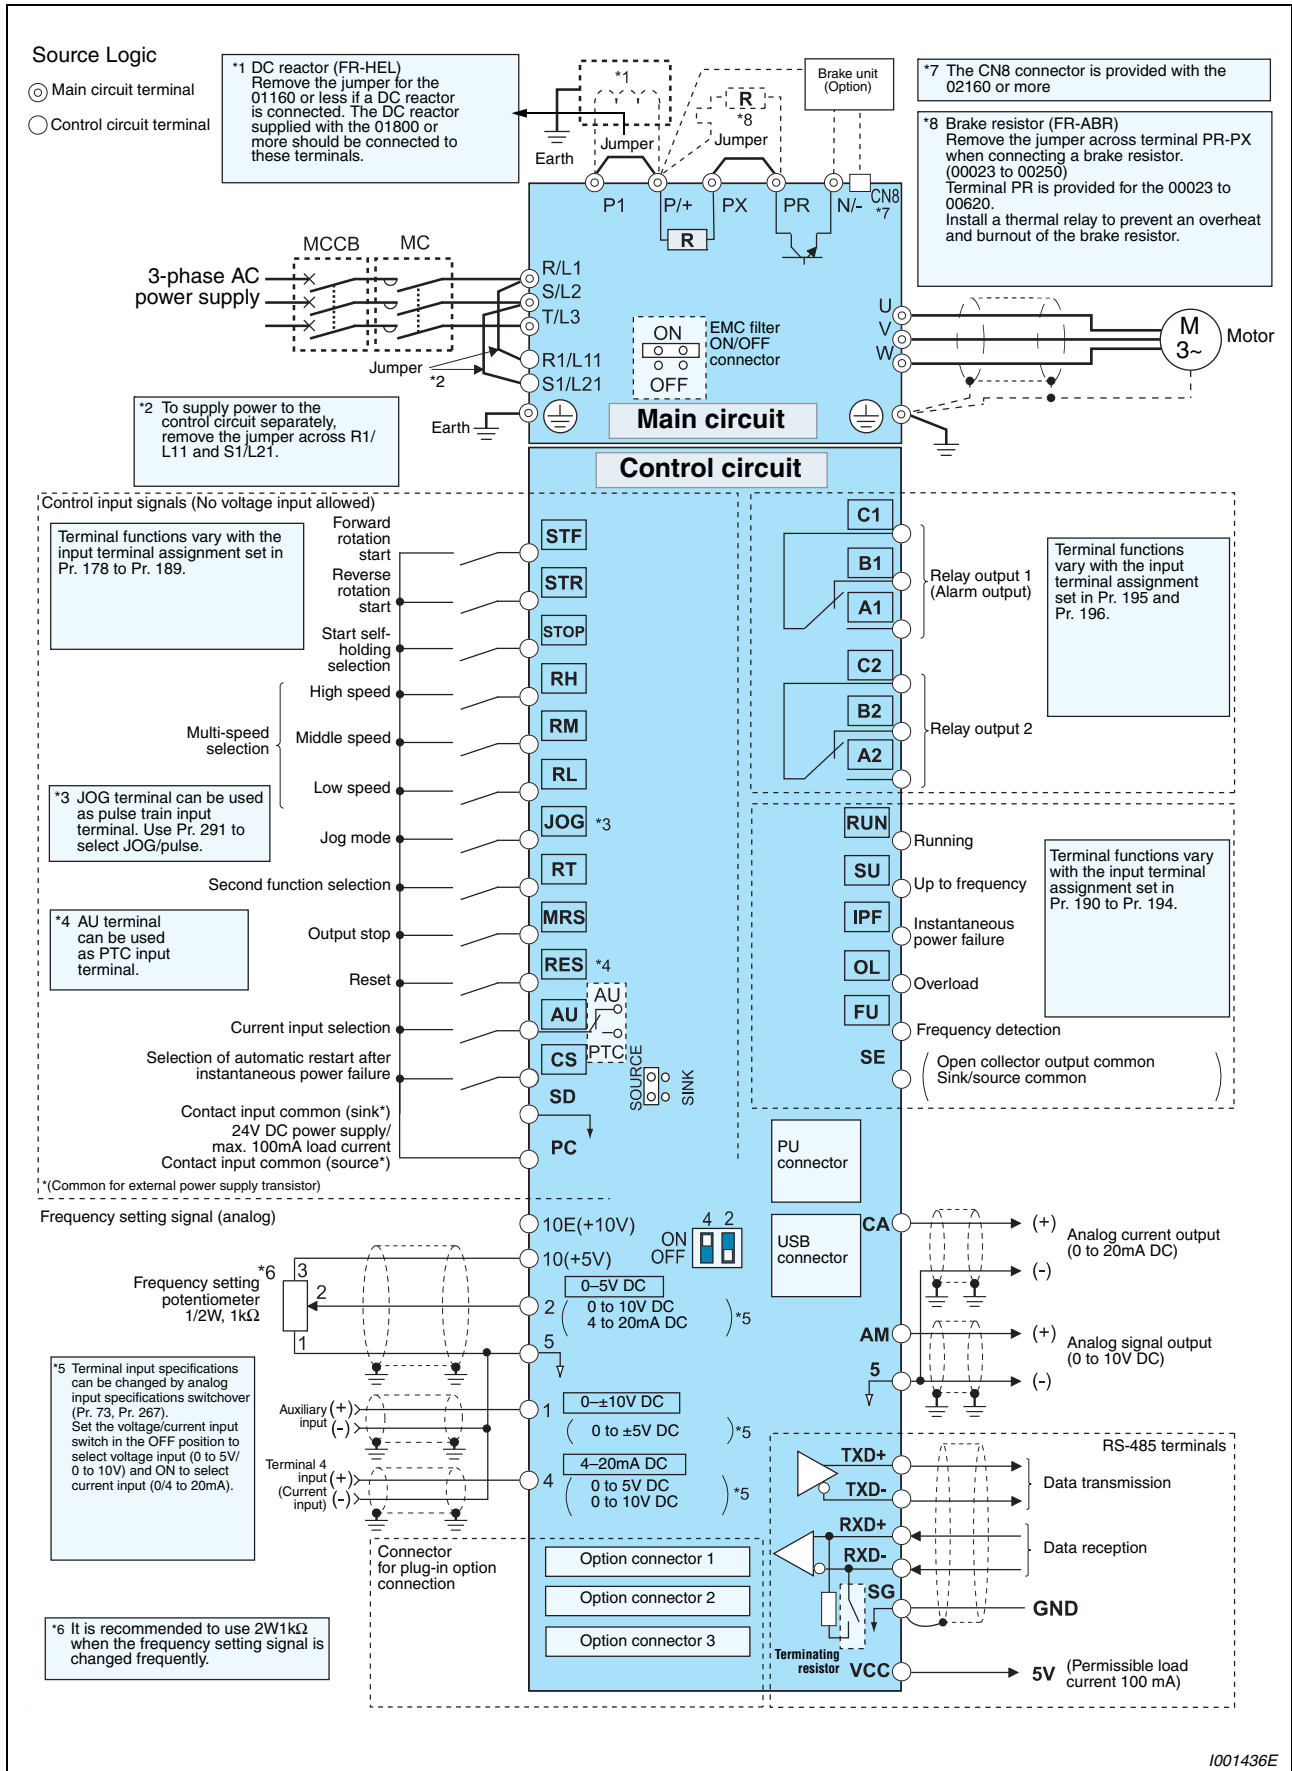 Source Logic
Main circuit terminal
Control circuit terminal
*1 DC reactor (FR-HEL)
Remove the jumper for the
01160 or less if a DC reactor
is connected. The DC reactor
supplied with the 01800 or
more should be connected to
these terminals.
*1
R
*8
Jumper
Jumper
Earth
Brake unit
(Option)
*7 The CN8 connector is provided with the
02160 or more
*8 Brake resistor (FR-ABR)
Remove the jumper across terminal PR-PX
when connecting a brake resistor.
(00023 to 00250)
Terminal PR is provided for the 00023 to
00620.
Install a thermal relay to prevent an overheat
and burnout of the brake resistor.
P1
P/+
PX
PR
N/-
CN8
*7
R
MCCB
MC
3-phase AC
power supply
R/L1
S/L2
T/L3
R1/L11
S1/L21
Jumper
*2
Earth
ON
OFF
EMC filter
ON/OFF
connector
U
V
W
M
3~
Motor
Main circuit
*2 To supply power to the
control circuit separately,
remove the jumper across R1/
L11 and S1/L21.
Control circuit
Control input signals (No voltage input allowed)
Terminal functions vary with the
input terminal assignment set in
Pr. 178 to Pr. 189.
Forward
rotation
start
STF
Reverse
rotation
start
STR
Start self-
holding
selection
STOP
Multi-speed
selection
High speed
RH
Middle speed
RM
Low speed
RL
*3 JOG terminal can be used
as pulse train input
terminal. Use Pr. 291 to
select JOG/pulse.
Jog mode
JOG
*3
Second function selection
RT
*4 AU terminal
can be used
as PTC input
terminal.
Output stop
MRS
Reset
RES
*4
Current input selection
AU
AU
PTC
Selection of automatic restart after
instantaneous power failure
CS
SOURCE
SINK
Contact input common (sink*)
SD
24V DC power supply/
max. 100mA load current
Contact input common (source*)
PC
*(Common for external power supply transistor)
C1
B1
A1
Relay output 1
(Alarm output)
C2
B2
A2
Relay output 2
Terminal functions
vary with the input
terminal assignment
set in Pr. 195 and
Pr. 196.
RUN
Running
SU
Up to frequency
IPF
Instantaneous
power failure
OL
Overload
FU
Frequency detection
SE
Open collector output common
Sink/source common
Terminal functions vary
with the input terminal
assignment set in
Pr. 190 to Pr. 194.
PU
connector
USB
connector
Frequency setting signal (analog)
10E(+10V)
10(+5V)
ON
OFF
4 2
*6
3
2
1
Frequency setting
potentiometer
1/2W, 1kΩ
2
0–5V DC
0 to 10V DC
4 to 20mA DC
*5
5
*5 Terminal input specifications
can be changed by analog
input specifications switchover
(Pr. 73, Pr. 267).
Set the voltage/current input
switch in the OFF position to
select voltage input (0 to 5V/
0 to 10V) and ON to select
current input (0/4 to 20mA).
Auxiliary
input
(+)
(-)
1
0–±10V DC
0 to ±5V DC
*5
Terminal 4
input
(Current
input)
(+)
(-)
4
4–20mA DC
0 to 5V DC
0 to 10V DC
*5
CA
(+)
(-)
Analog current output
(0 to 20mA DC)
AM
5
(+)
(-)
Analog signal output
(0 to 10V DC)
RS-485 terminals
TXD+
TXD-
Data transmission
RXD+
RXD-
Data reception
SG
GND
Terminating
resistor
VCC
5V
(Permissible load
current 100 mA)
Connector
for plug-in option
connection
Option connector 1
Option connector 2
Option connector 3
*6 It is recommended to use 2W1kΩ
when the frequency setting signal is
changed frequently.
I001436E